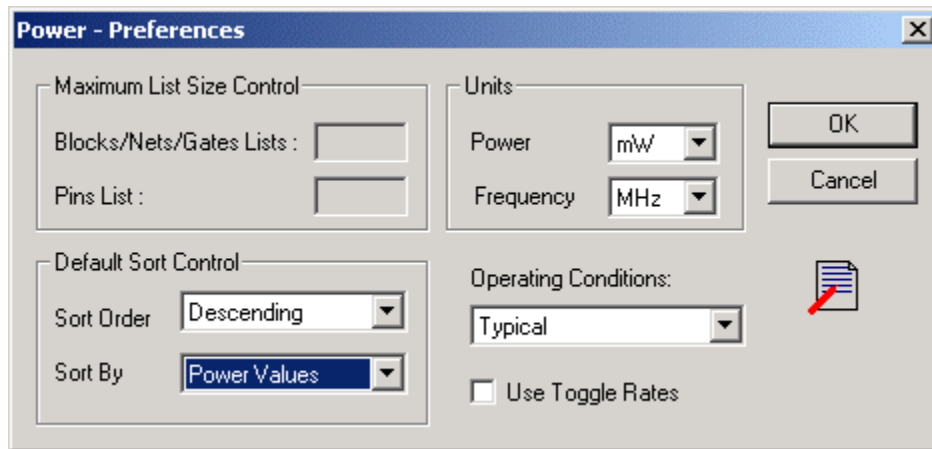 Power - Preferences
Maximum List Size Control
Blocks/Nets/Gates Lists :
Pins List :
Units
Power mW
Frequency MHz
OK
Cancel
Default Sort Control
Sort Order Descending
Sort By Power Values
Operating Conditions:
Typical
Use Toggle Rates